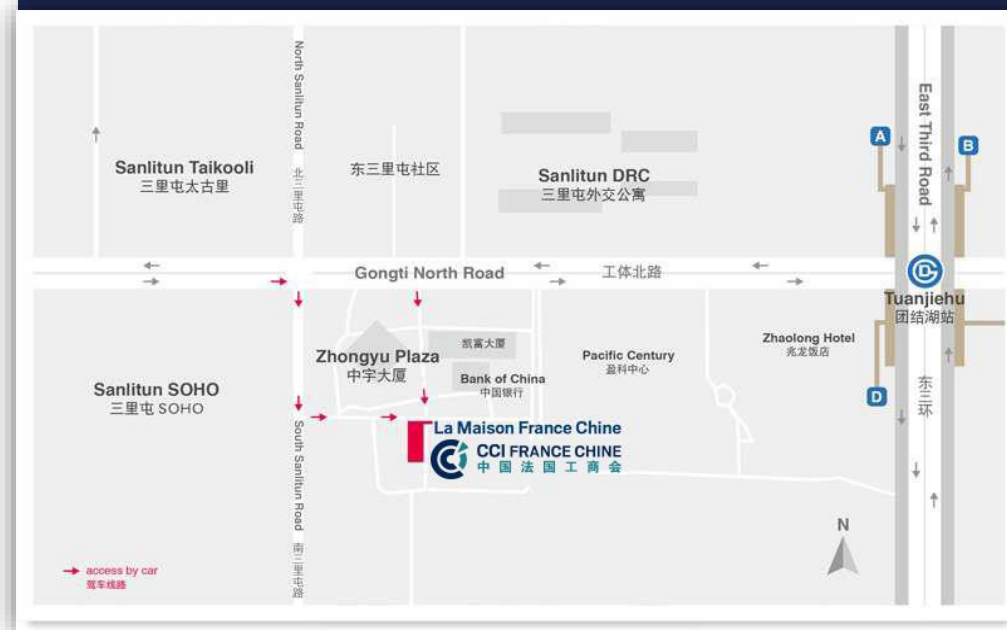 North Sanlitun Road
北三里屯路
Sanlitun Taikooli
三里屯太古里
东三里屯社区
Sanlitun DRC
三里屯外交公寓
East Third Road
A
B
Gongti North Road
工体北路
Tuanjiehu
团结湖站
Zhongyu Plaza
中宇大厦
凯富大厦
Bank of China
中国银行
Pacific Century
盈科中心
Zhaolong Hotel
兆龙饭店
Sanlitun SOHO
三里屯 SOHO
D
东三环
La Maison France Chine
CCI FRANCE CHINE
中国法国工商会
South Sanlitun Road
南三里屯路
N
access by car
驾车线路